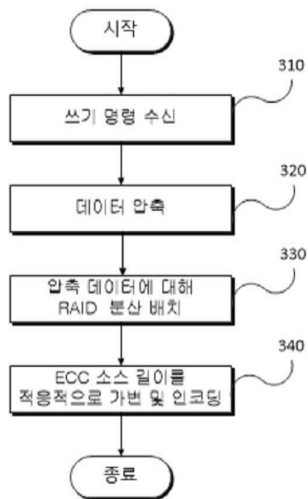 시작
310
쓰기 명령 수신
320
데이터 압축
330
압축 데이터에 대해
RAID 분산 배치
340
ECC 소스 길이를
적응적으로 가변 및 인코딩
종료